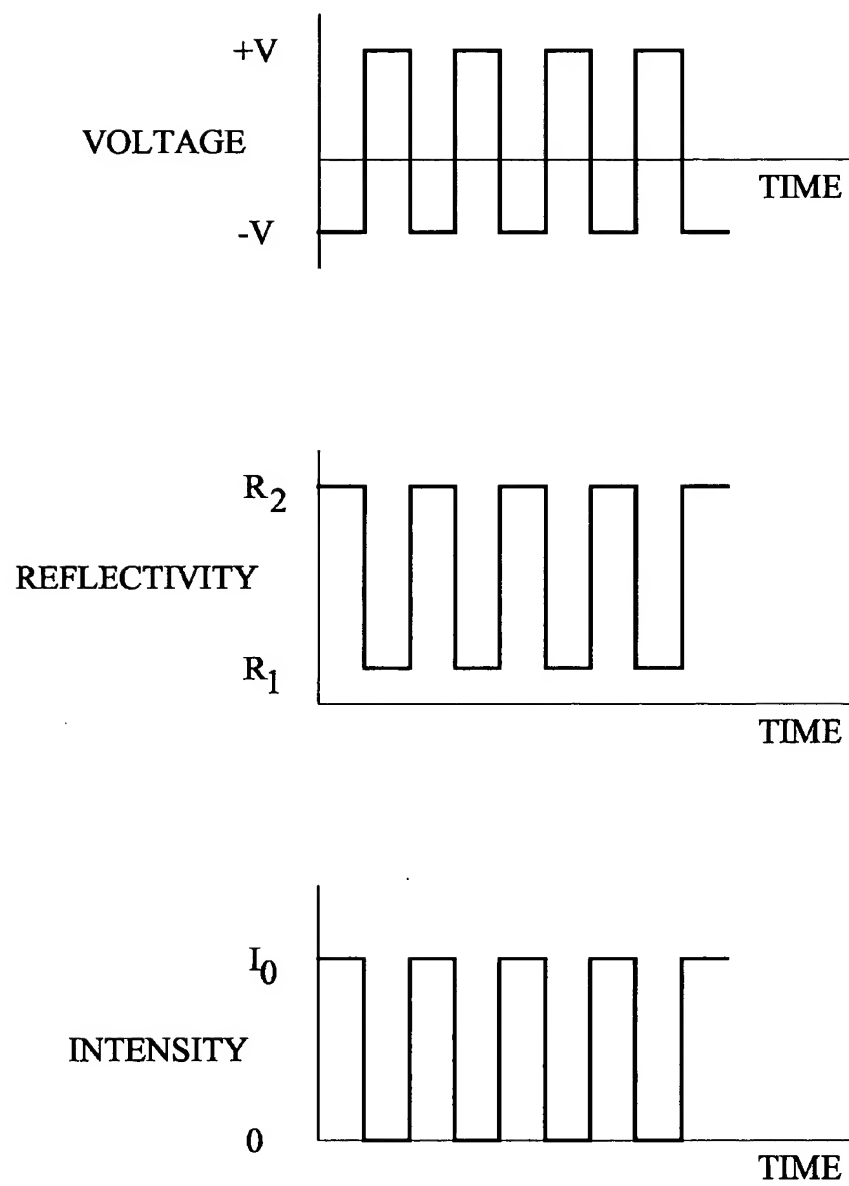 +V
VOLTAGE
TIME
-V
R2
REFLECTIVITY
R1
TIME
I0
INTENSITY
0
TIME